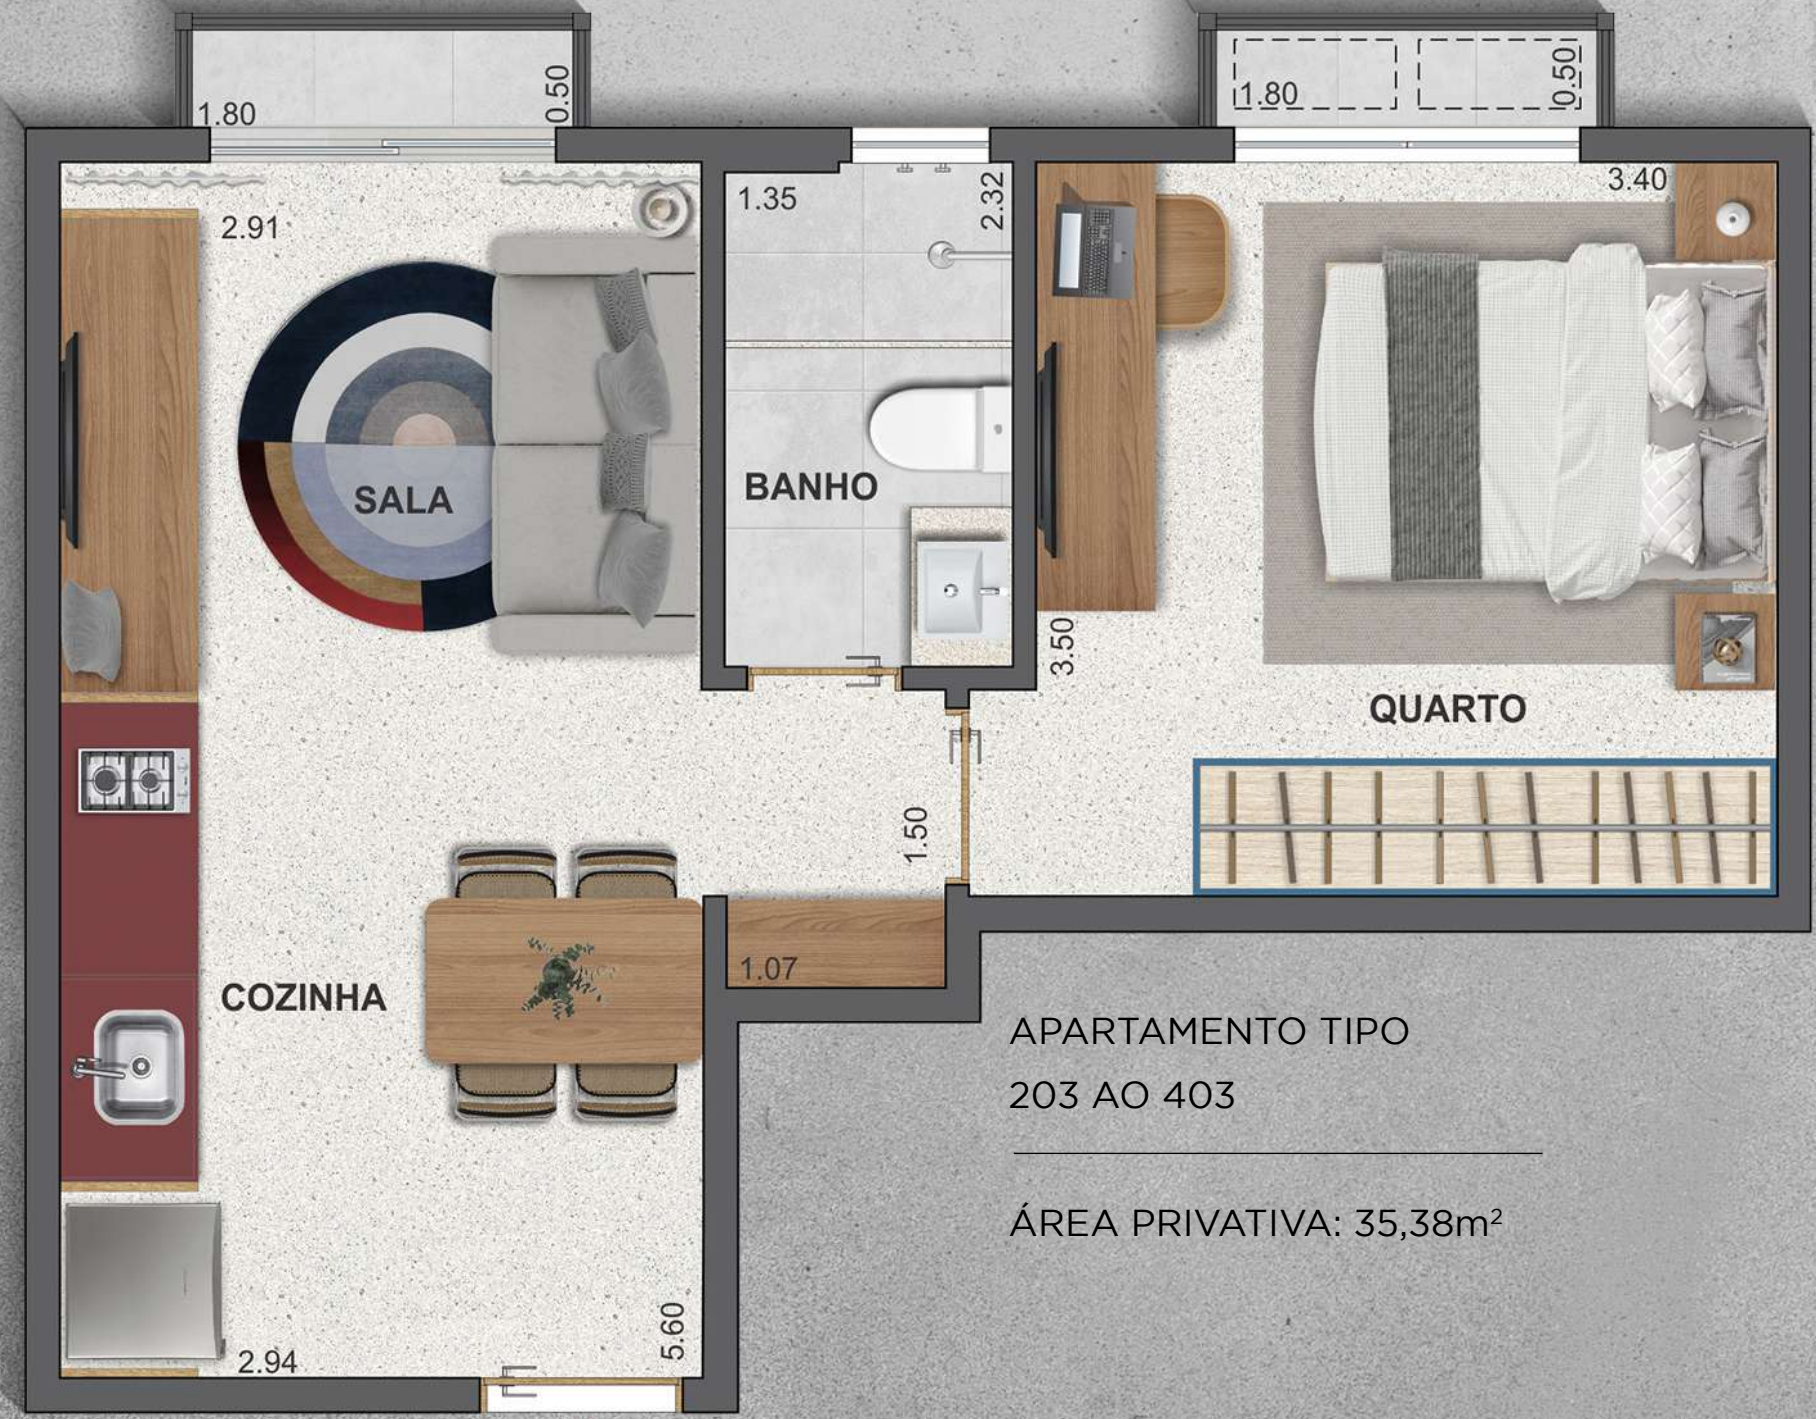 1.80
0.50
1.80
0.50
2.91
1.35
2.32
3.40
SALA
BANHO
3.50
QUARTO
1.50
COZINHA
1.07
5.60
2.94
APARTAMENTO TIPO
203 AO 403
ÁREA PRIVATIVA: 35,38m²